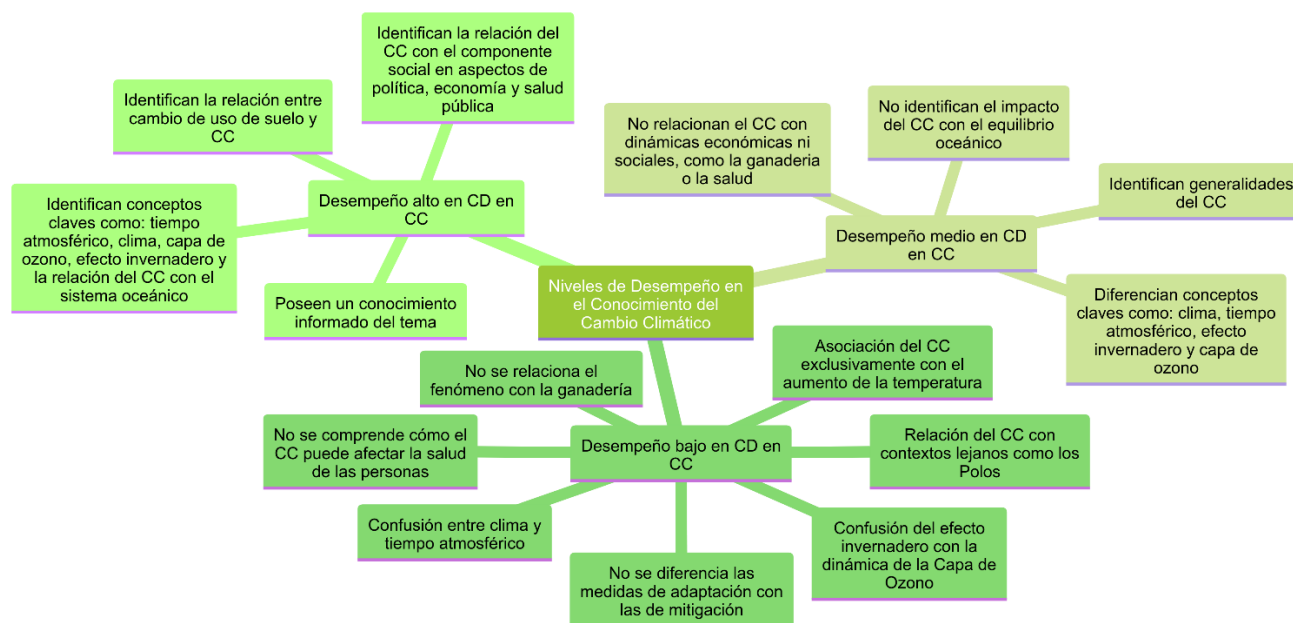 Identifican la relación del
CC con el componente
social en aspectos de
política, economía y salud
pública
Identifican la relación entre
cambio de uso de suelo y
CC
Identifican conceptos
claves como: tiempo
atmosférico, clima, capa de
ozono, efecto invernadero y
la relación del CC con el
sistema oceánico
Desempeño alto en CD en
CC
Poseen un conocimiento
informado del tema
Niveles de Desempeño en
el Conocimiento del
Cambio Climático
No relacionan el CC con
dinámicas económicas ni
sociales, como la ganaderia
o la salud
No identifican el impacto
del CC con el equilibrio
oceánico
Identifican generalidades
del CC
Desempeño medio en CD
en CC
Diferencian conceptos
claves como: clima, tiempo
atmosférico, efecto
invernadero y capa de
ozono
No se relaciona el
fenómeno con la ganadería
Asociación del CC
exclusivamente con el
aumento de la temperatura
No se comprende cómo el
CC puede afectar la salud
de las personas
Desempeño bajo en CD en
CC
Relación del CC con
contextos lejanos como los
Polos
Confusión entre clima y
tiempo atmosférico
No se diferencia las
medidas de adaptación con
las de mitigación
Confusión del efecto
invernadero con la
dinámica de la Capa de
Ozono